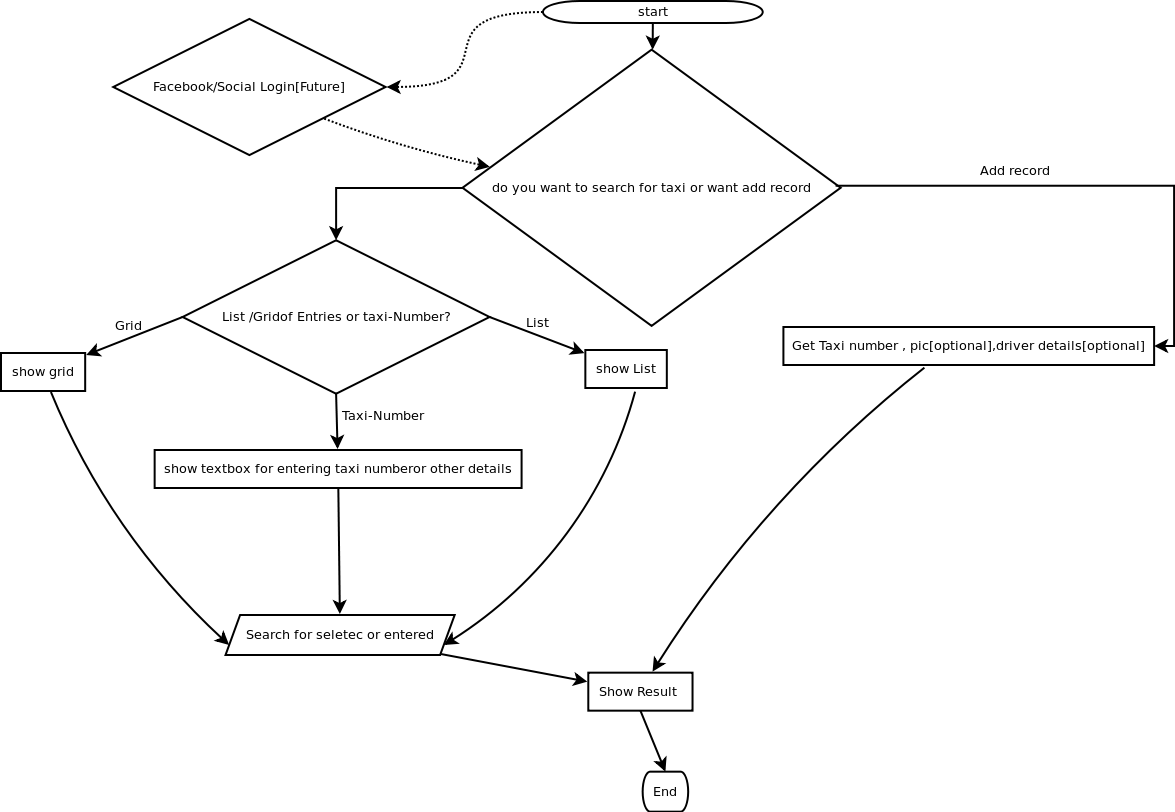 start
Facebook/Social Login[Future]
Add record
do you want to search for taxi or want add record
List /Gridof Entries or taxi-Number?
Grid
List
Get Taxi number , pic[optional],driver details[optional]
show grid
show List
Taxi-Number
show textbox for entering taxi numberor other details
Search for seletec or entered
Show Result
End